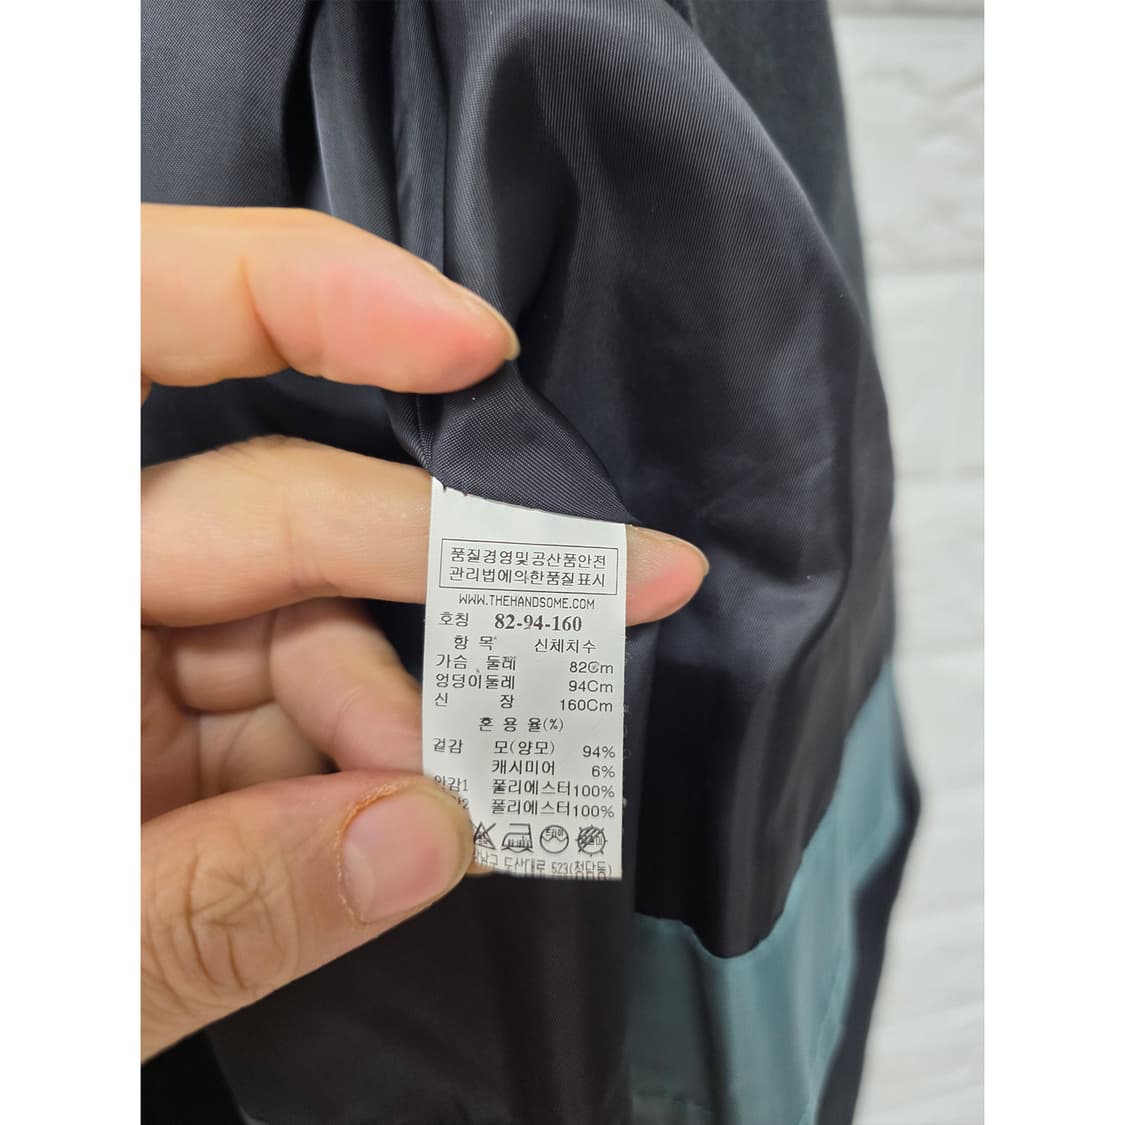 품질경영및공산품안전
관리법에의한품질표시
WWW.THEHANDSOME.COM
호칭 82-94-160
항 목 신체치수
가슴 둘레 82Cm
엉덩이둘레 94Cm
신 장 160Cm
혼 용 율(%)
겉감 모(양모) 94%
캐시미어 6%
안감1 폴리에스터100%
폴리에스터100%
도산대로 523(청담동)